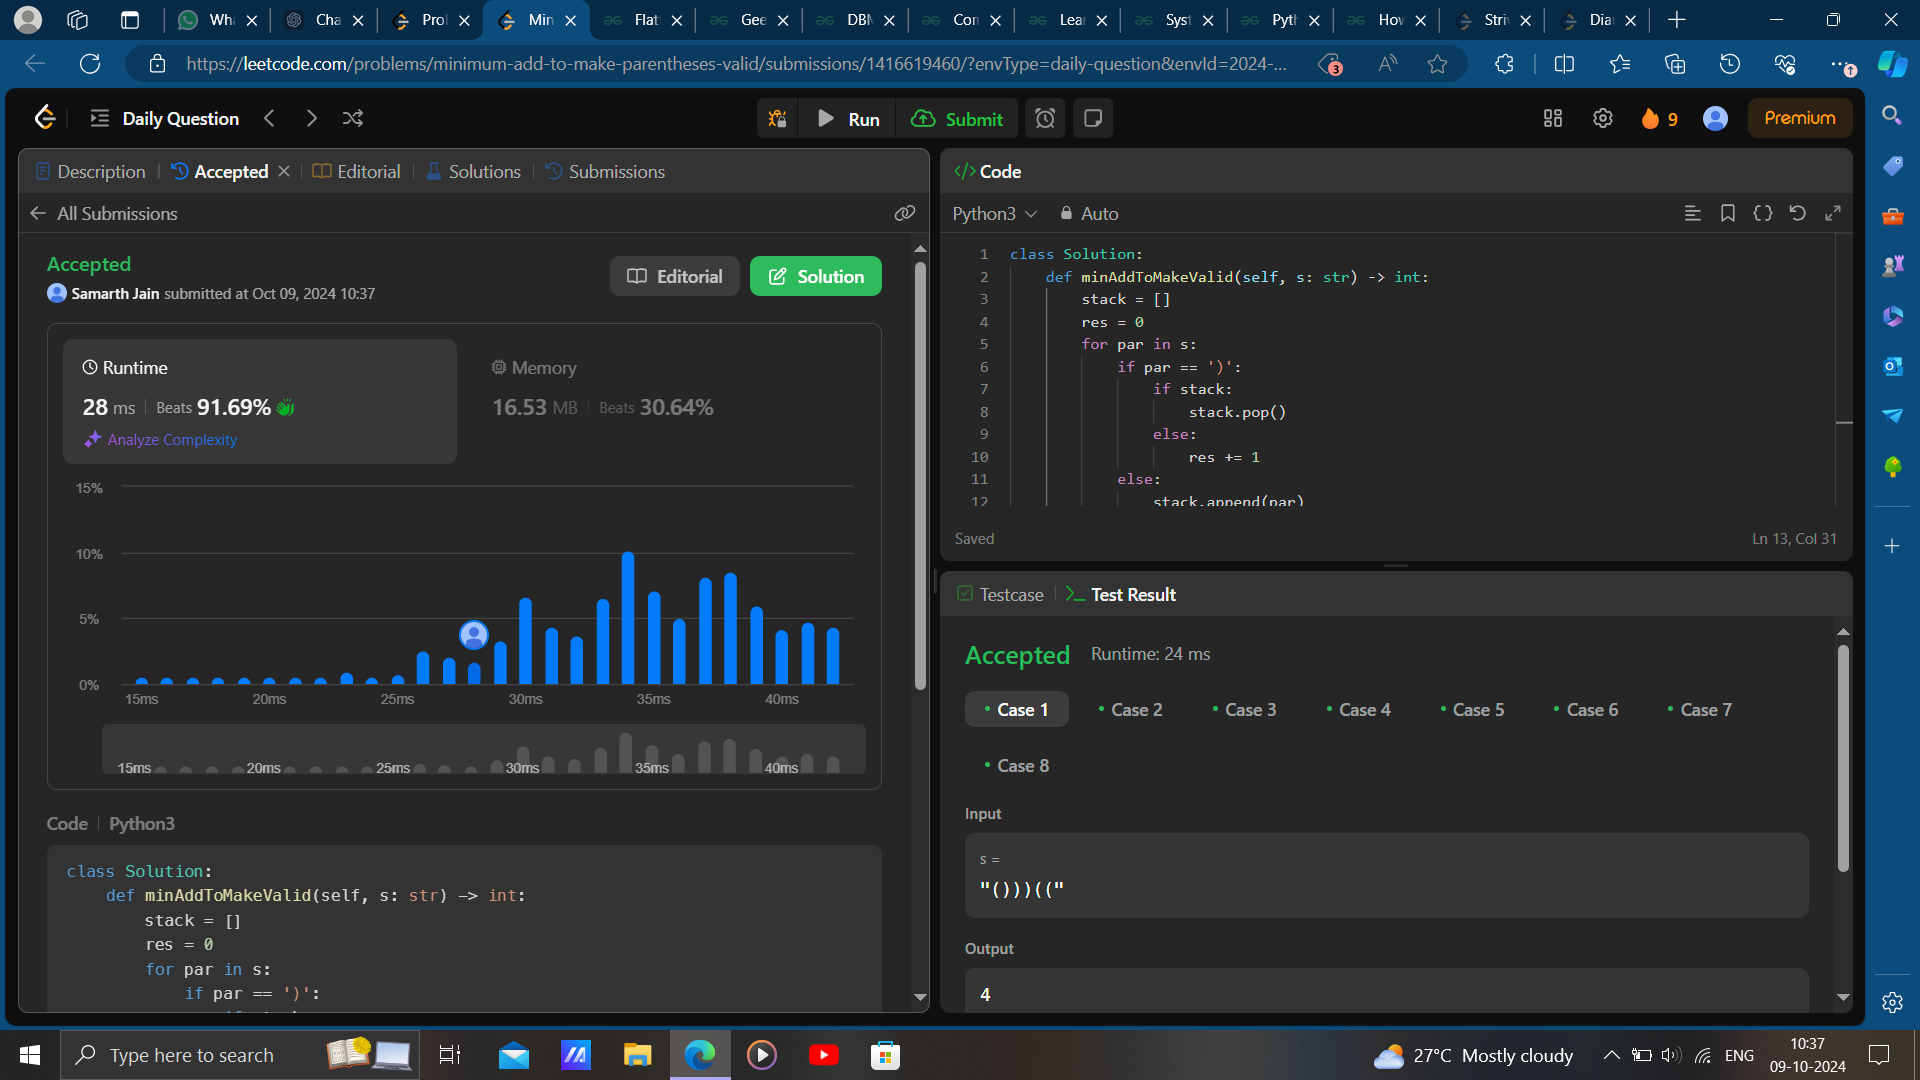 Wha
Cha
Prol
Min
Flat
Gee
DBM
Con
Lear
Syst
Pyth
How
Stri
Dia
https://leetcode.com/problems/minimum-add-to-make-parentheses-valid/submissions/1416619460/?envType=daily-question&envId=2024-...
3
Daily Question
Run
Submit
9
Premium
Description
Accepted
Editorial
Solutions
Submissions
All Submissions
Accepted
Samarth Jain submitted at Oct 09, 2024 10:37
Editorial
Solution
Runtime
28 ms
Beats 91.69%
Analyze Complexity
Memory
16.53 MB
Beats 30.64%
15%
10%
5%
0%
15ms 20ms 25ms 30ms 35ms 40ms
15ms 20ms 25ms 30ms 35ms 40ms
Code
Python3
class Solution:
def minAddToMakeValid(self, s: str) -> int:
stack = []
res = 0
for par in s:
if par == ')':
</> Code
Python3
Auto
1 class Solution:
2 def minAddToMakeValid(self, s: str) -> int:
3 stack = []
4 res = 0
5 for par in s:
6 if par == ')':
7 if stack:
8 stack.pop()
9 else:
10 res += 1
11 else:
12 stack.append(par)
Saved
Ln 13, Col 31
Testcase
Test Result
Accepted
Runtime: 24 ms
Case 1
Case 2
Case 3
Case 4
Case 5
Case 6
Case 7
Case 8
Input
s =
"()))(("
Output
4
Type here to search
27°C Mostly cloudy
ENG
10:37
09-10-2024